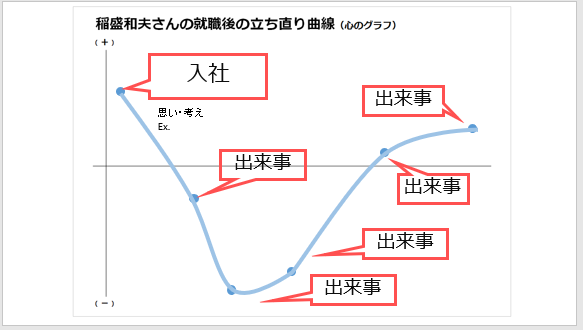 稲盛和夫さんの就職後の立ち直り曲線（心のグラフ）
（＋）
入社
思い・考え
Ex.
出来事
出来事
出来事
出来事
出来事
（－）